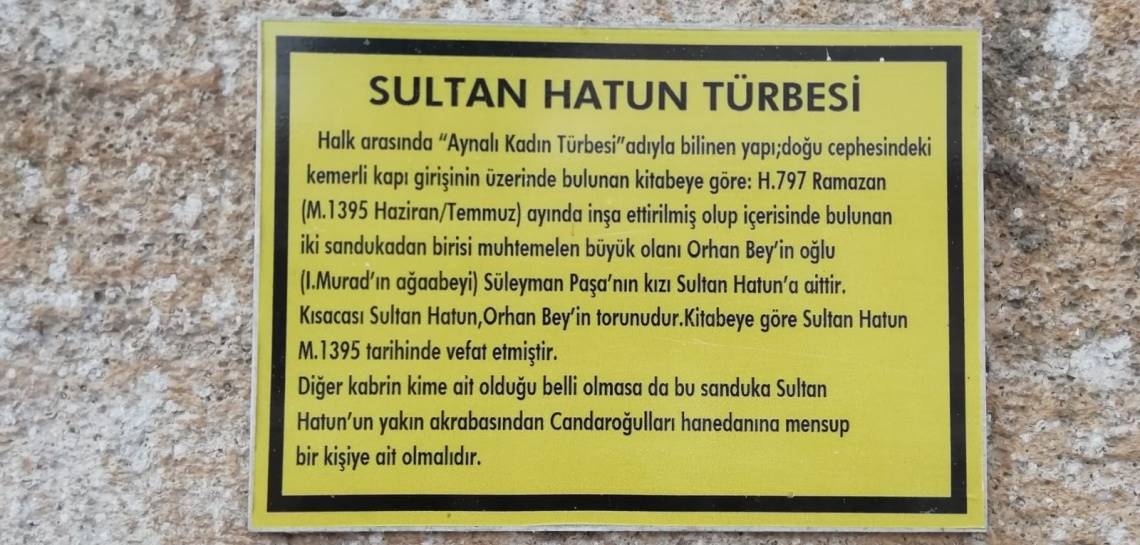 SULTAN HATUN TÜRBESİ
Halk arasında “Aynalı Kadın Türbesi”adıyla bilinen yapı;doğu cephesindeki
kemerli kapı girişinin üzerinde bulunan kitabeye göre: H.797 Ramazan
(M.1395 Haziran/Temmuz) ayında inşa ettirilmiş olup içerisinde bulunan
iki sandukadan birisi muhtemelen büyük olanı Orhan Bey’in oğlu
(I.Murad’ın ağaabeyi) Süleyman Paşa’nın kızı Sultan Hatun’a aittir.
Kısacası Sultan Hatun,Orhan Bey’in torunudur.Kitabeye göre Sultan Hatun
M.1395 tarihinde vefat etmiştir.
Diğer kabrin kime ait olduğu belli olmasa da bu sanduka Sultan
Hatun’un yakın akrabasından Candaroğulları hanedanına mensup
bir kişiye ait olmalıdır.